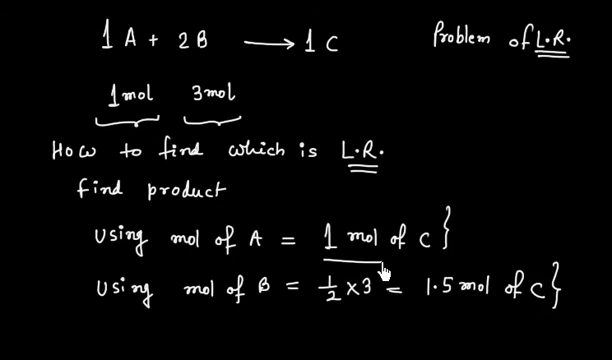 1 A + 2 B ⟶ 1 C Problem of L.R.
1 mol 3 mol
How to find which is L.R.
find product
Using mol of A = 1 mol of C }
Using mol of B = 1/2 × 3 = 1.5 mol of C }